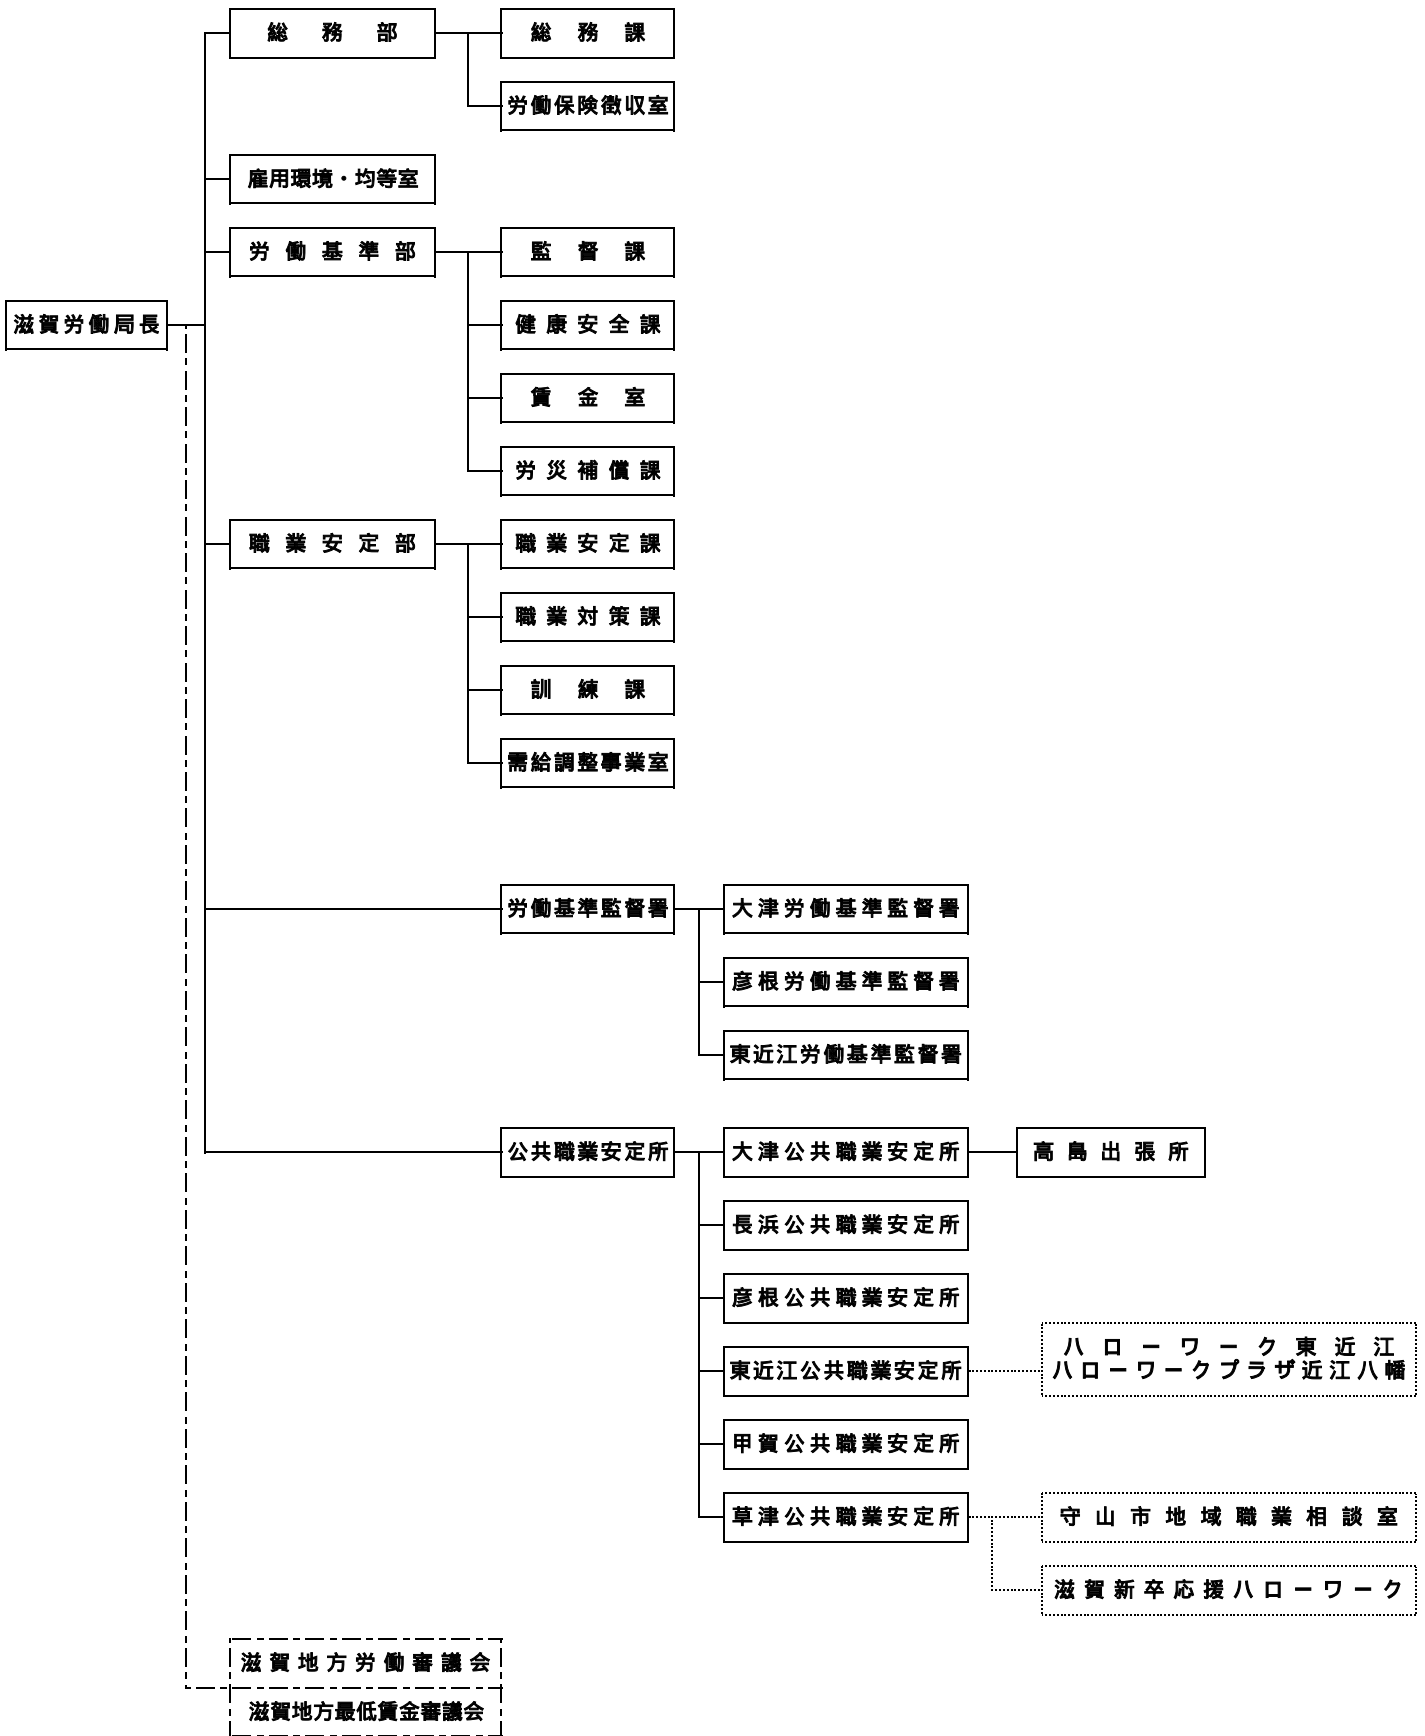 総務部
総務課
労働保険徴収室
雇用環境・均等室
労働基準部
監督課
滋賀労働局長
健康安全課
賃金室
労災補償課
職業安定部
職業安定課
職業対策課
訓練課
需給調整事業室
労働基準監督署
大津労働基準監督署
彦根労働基準監督署
東近江労働基準監督署
公共職業安定所
大津公共職業安定所
高島出張所
長浜公共職業安定所
彦根公共職業安定所
東近江公共職業安定所
ハローワーク東近江
ハローワークプラザ近江八幡
甲賀公共職業安定所
草津公共職業安定所
守山市地域職業相談室
滋賀新卒応援ハローワーク
滋賀地方労働審議会
滋賀地方最低賃金審議会